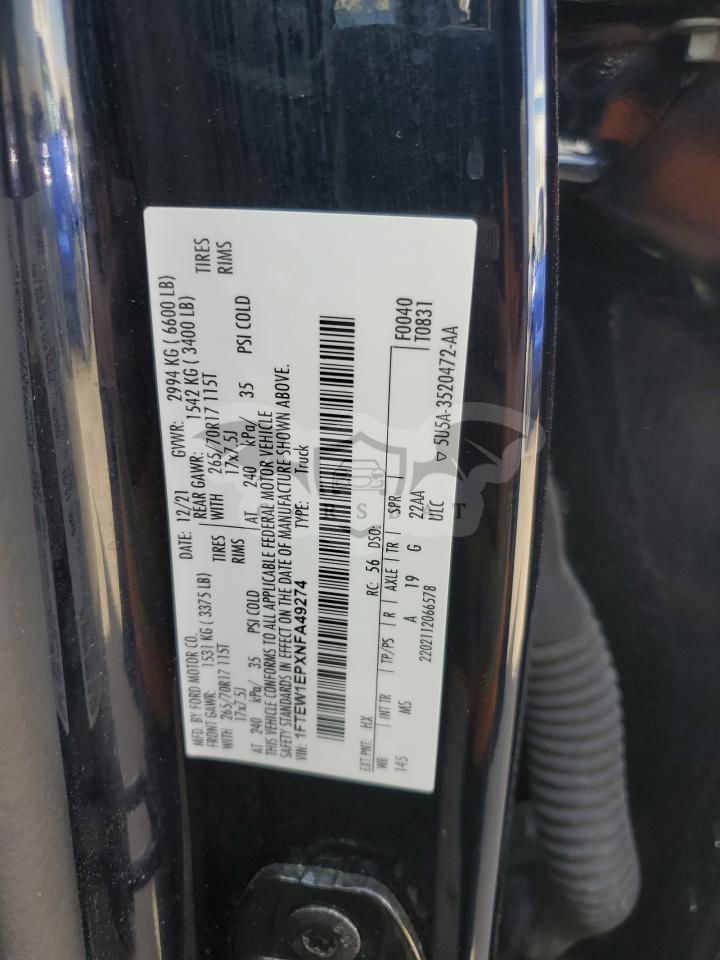 MFD. BY FORD MOTOR CO. DATE: 12/21 GVWR: 2994 KG ( 6600 LB)
FRONT GAWR: 1531 KG ( 3375 LB) REAR GAWR: 1542 KG ( 3400 LB)
WITH 265/70R17 115T TIRES WITH 265/70R17 115T TIRES
17x7.5J RIMS 17x7.5J RIMS
AT 240 kPa/ 35 PSI COLD AT 240 kPa/ 35 PSI COLD
THIS VEHICLE CONFORMS TO ALL APPLICABLE FEDERAL MOTOR VEHICLE
SAFETY STANDARDS IN EFFECT ON THE DATE OF MANUFACTURE SHOWN ABOVE.
VIN: 1FTEW1EPXNFA49274 TYPE: Truck
EXT PNT: HX RC: 56 DSO: F0040
WB INT TR TP/PS R AXLE TR SPR T0831
145 MS A 19 G 22AA
2202112066578 UTC ▽ 5U5A-3520472-AA